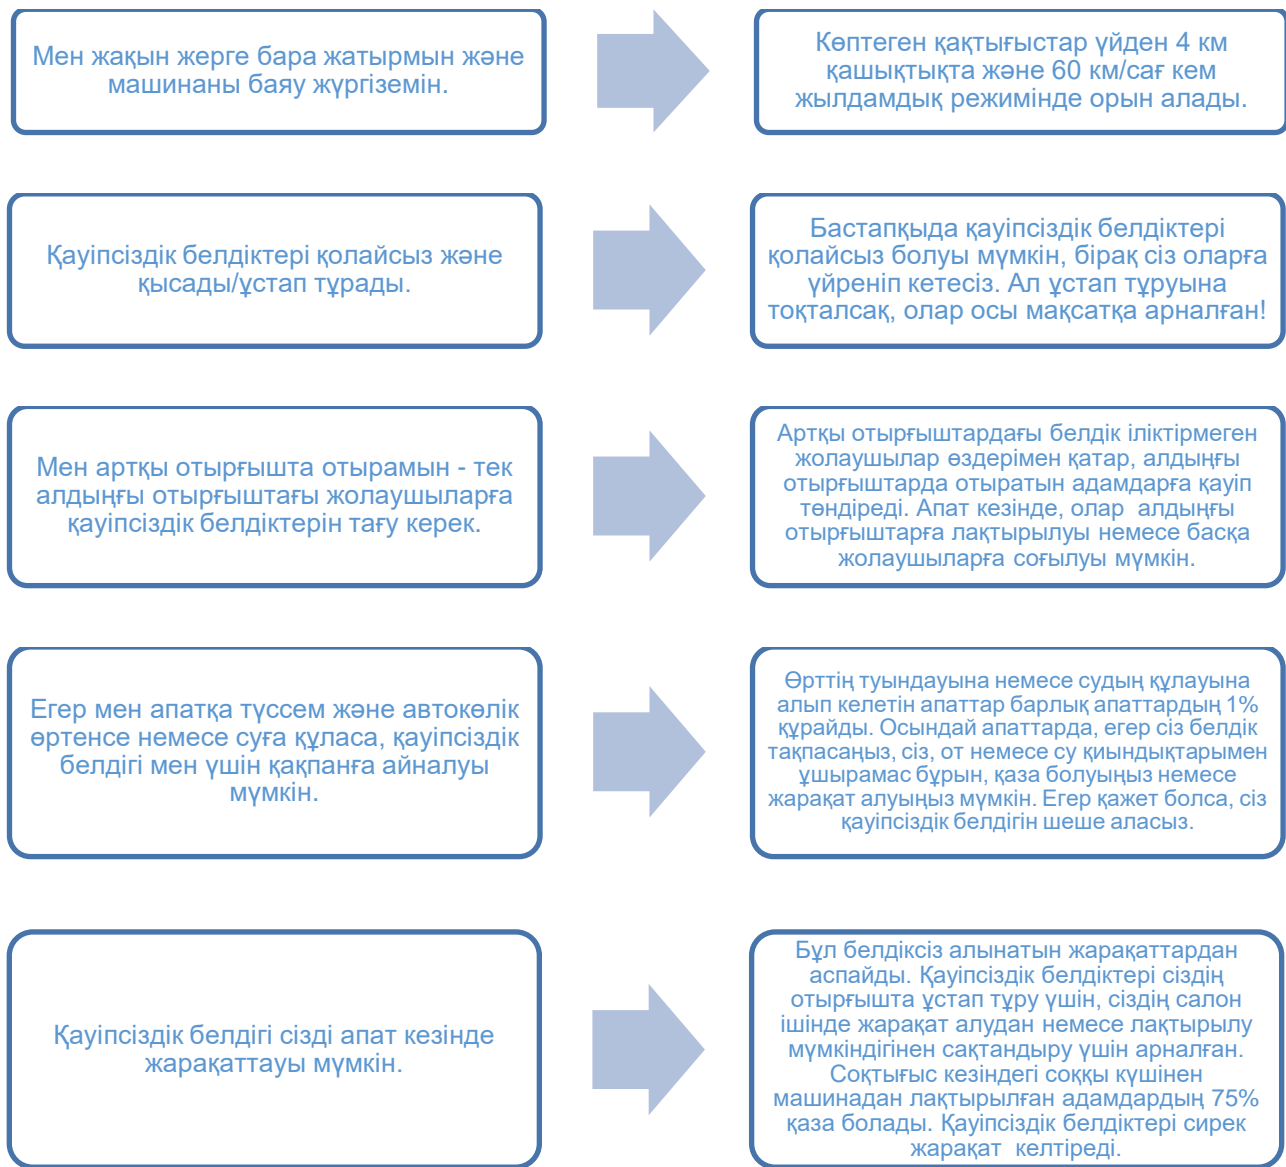 Мен жақын жерге бара жатырмын және
машинаны баяу жүргіземін.
Көптеген қақтығыстар үйден 4 км
қашықтықта және 60 км/сағ кем
жылдамдық режимінде орын алады.
Қауіпсіздік белдіктері қолайсыз және
қысады/ұстап тұрады.
Бастапқыда қауіпсіздік белдіктері
қолайсыз болуы мүмкін, бірақ сіз оларға
үйреніп кетесіз. Ал ұстап тұруына
тоқталсақ, олар осы мақсатқа арналған!
Мен артқы отырғышта отырамын - тек
алдыңғы отырғыштағы жолаушыларға
қауіпсіздік белдіктерін тағу керек.
Артқы отырғыштардағы белдік іліктірмеген
жолаушылар өздерімен қатар, алдыңғы
отырғыштарда отыратын адамдарға қауіп
төндіреді. Апат кезінде, олар алдыңғы
отырғыштарға лақтырылуы немесе басқа
жолаушыларға соғылуы мүмкін.
Егер мен апатқа түссем және автокөлік
өртенсе немесе суға құласа, қауіпсіздік
белдігі мен үшін қақпанға айналуы
мүмкін.
Өрттің туындауына немесе судың құлауына
алып келетін апаттар барлық апаттардың 1%
құрайды. Осындай апаттарда, егер сіз белдік
тақпасаңыз, сіз, от немесе су қиындықтарымен
ұшырамас бұрын, қаза болуыңыз немесе
жарақат алуыңыз мүмкін. Егер қажет болса, сіз
қауіпсіздік белдігін шеше аласыз.
Қауіпсіздік белдігі сізді апат кезінде
жарақаттауы мүмкін.
Бұл белдіксіз алынатын жарақаттардан
аспайды. Қауіпсіздік белдіктері сіздің
отырғышта ұстап тұру үшін, сіздің салон
ішінде жарақат алудан немесе лақтырылу
мүмкіндігінен сақтандыру үшін арналған.
Соқтығыс кезіндегі соққы күшінен
машинадан лақтырылған адамдардың 75%
қаза болады. Қауіпсіздік белдіктері сирек
жарақат келтіреді.